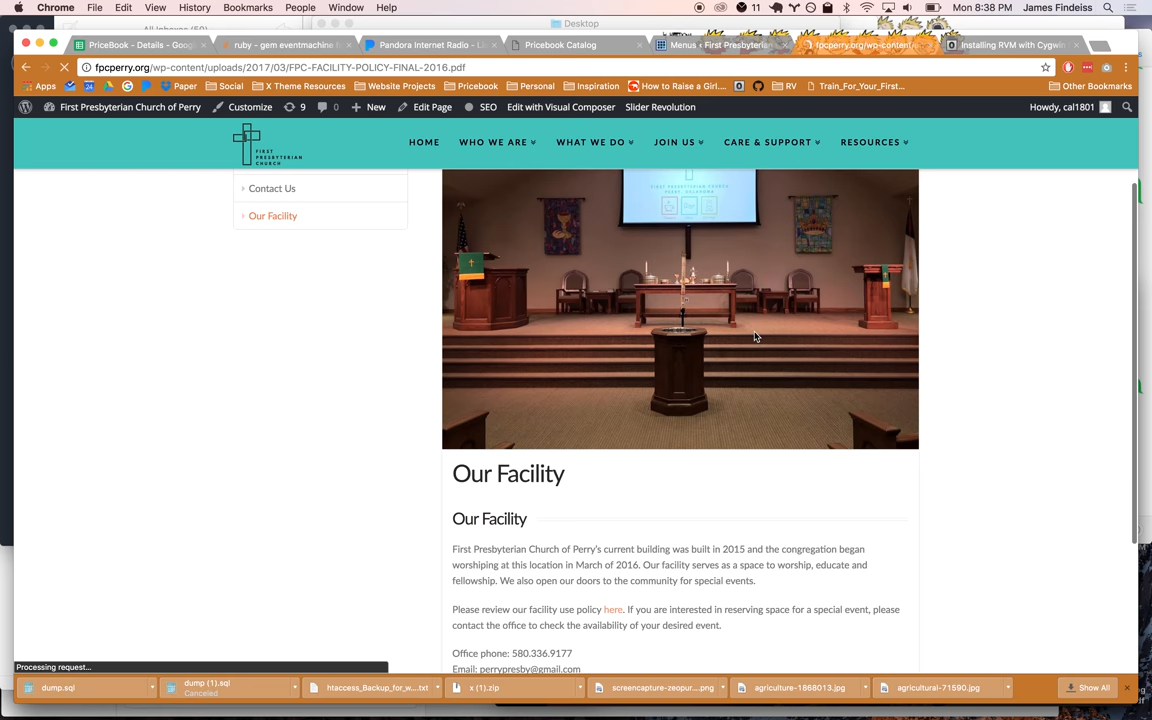 Chrome File Edit View History Bookmarks People Window Help 11 Mon 8:38 PM James Findeiss
Desktop
PriceBook - Details - Goog ruby - gem eventmachine f Pandora Internet Radio - Li Pricebook Catalog Menus ‹ First Presbyterian fpcperry.org/wp-content/u Installing RVM with Cygwin
fpcperry.org/wp-content/uploads/2017/03/FPC-FACILITY-POLICY-FINAL-2016.pdf
Apps Paper Social X Theme Resources Website Projects Pricebook Personal Inspiration How to Raise a Girl.... RV Train_For_Your_First... Other Bookmarks
First Presbyterian Church of Perry Customize 9 0 New Edit Page SEO Edit with Visual Composer Slider Revolution Howdy, cal1801
FIRST
PRESBYTERIAN
CHURCH
HOME WHO WE ARE WHAT WE DO JOIN US CARE & SUPPORT RESOURCES
Contact Us
Our Facility
Our Facility
Our Facility
First Presbyterian Church of Perry's current building was built in 2015 and the congregation began
worshiping at this location in March of 2016. Our facility serves as a space to worship, educate and
fellowship. We also open our doors to the community for special events.
Please review our facility use policy here. If you are interested in reserving space for a special event, please
contact the office to check the availability of your desired event.
Office phone: 580.336.9177
Email: perrypresby@gmail.com
Processing request...
dump.sql dump (1).sql htaccess_Backup_for_w....txt x (1).zip screencapture-zeopur....png agriculture-1868013.jpg agricultural-71590.jpg Show All
Canceled